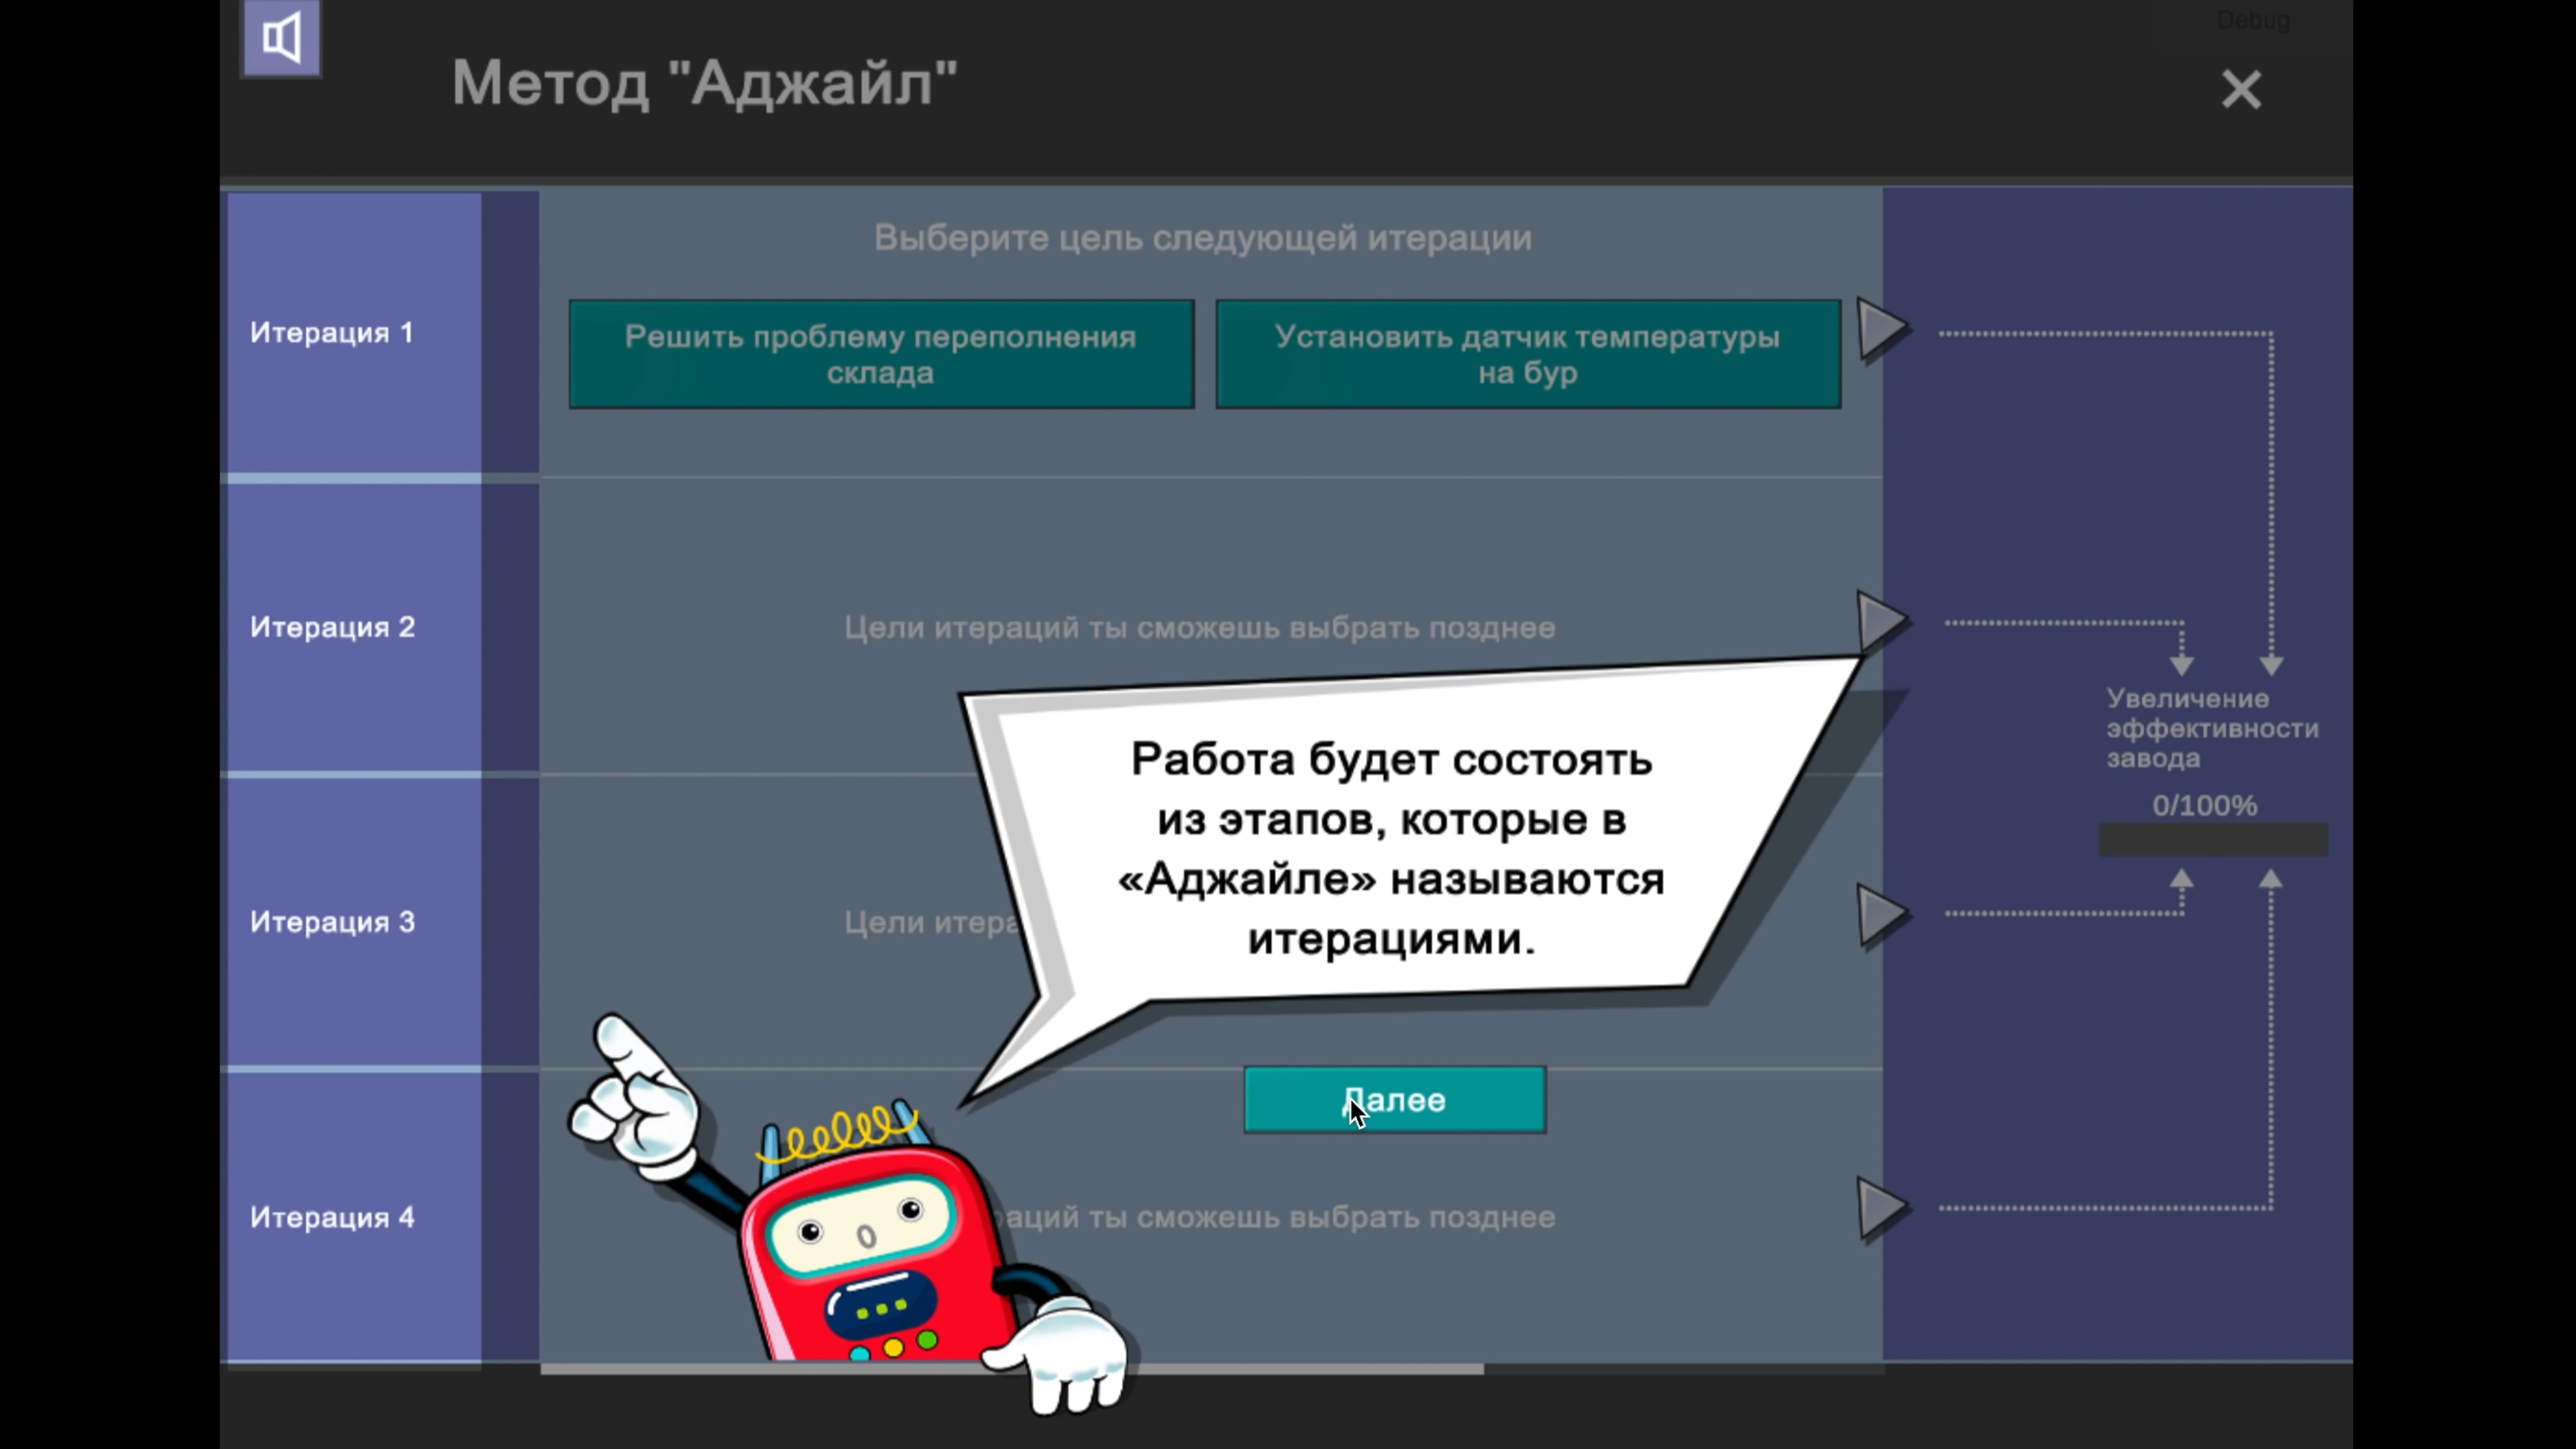 Debug
Метод "Аджайл"
Выберите цель следующей итерации
Итерация 1
Решить проблему переполнения
склада
Установить датчик температуры
на бур
Итерация 2
Цели итераций ты сможешь выбрать позднее
Увеличение
эффективности
завода
0/100%
Работа будет состоять
из этапов, которые в
«Аджайле» называются
итерациями.
Итерация 3
Цели
Далее
Итерация 4
ты сможешь выбрать позднее